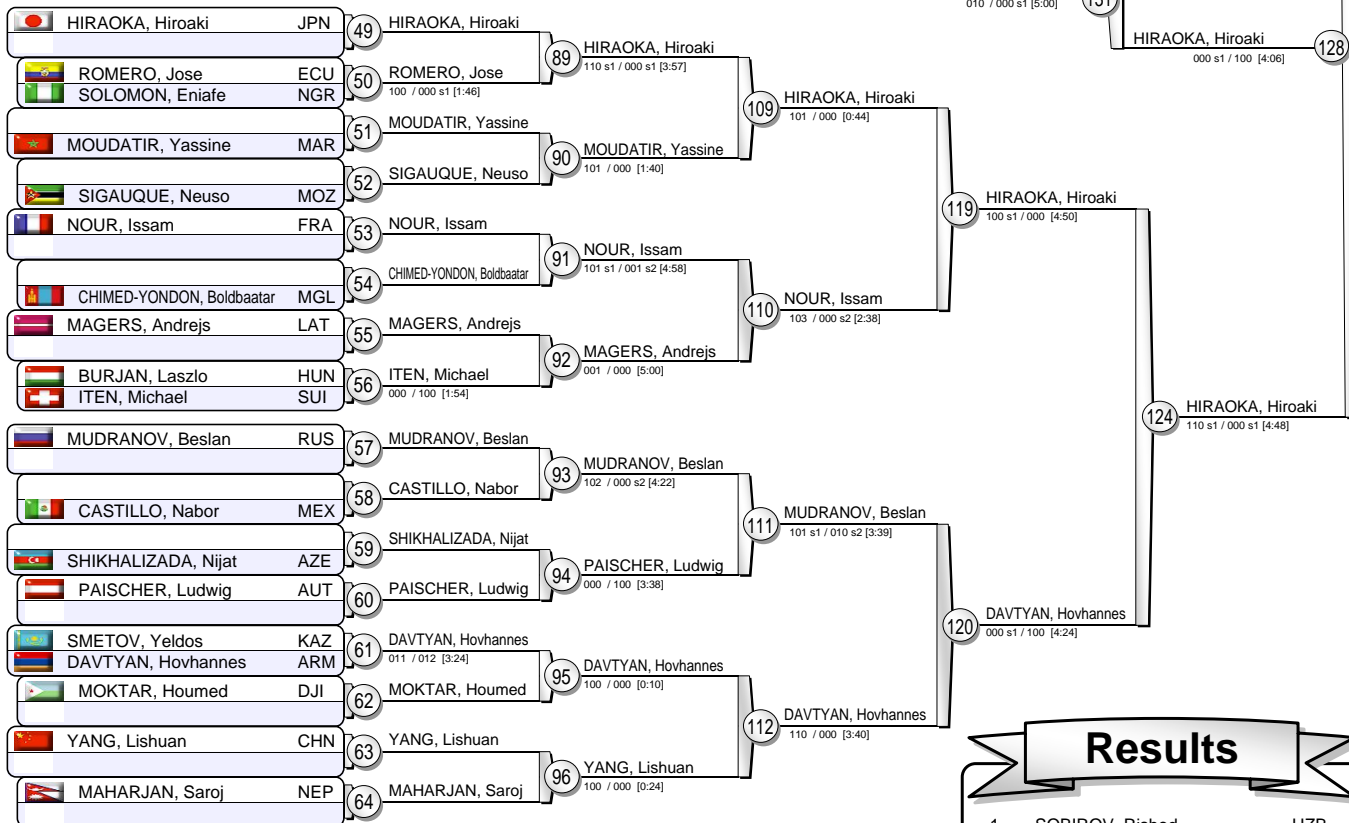 HIRAOKA, Hiroaki JPN
49
ROMERO, Jose ECU
SOLOMON, Eniafe NGR
50
MOUDATIR, Yassine MAR
51
SIGAUQUE, Neuso MOZ
52
NOUR, Issam FRA
53
CHIMED-YONDON, Boldbaatar MGL
54
MAGERS, Andrejs LAT
55
BURJAN, Laszlo HUN
ITEN, Michael SUI
56
MUDRANOV, Beslan RUS
57
CASTILLO, Nabor MEX
58
SHIKHALIZADA, Nijat AZE
59
PAISCHER, Ludwig AUT
60
SMETOV, Yeldos KAZ
DAVTYAN, Hovhannes ARM
61
MOKTAR, Houmed DJI
62
YANG, Lishuan CHN
63
MAHARJAN, Saroj NEP
64
HIRAOKA, Hiroaki
ROMERO, Jose
100 / 000 s1 [1:46]
89
MOUDATIR, Yassine
SIGAUQUE, Neuso
90
NOUR, Issam
CHIMED-YONDON, Boldbaatar
91
MAGERS, Andrejs
ITEN, Michael
000 / 100 [1:54]
92
MUDRANOV, Beslan
CASTILLO, Nabor
93
SHIKHALIZADA, Nijat
PAISCHER, Ludwig
94
DAVTYAN, Hovhannes
011 / 012 [3:24]
MOKTAR, Houmed
95
YANG, Lishuan
MAHARJAN, Saroj
96
HIRAOKA, Hiroaki
110 s1 / 000 s1 [3:57]
109
MOUDATIR, Yassine
101 / 000 [1:40]
NOUR, Issam
101 s1 / 001 s2 [4:58]
110
MAGERS, Andrejs
001 / 000 [5:00]
MUDRANOV, Beslan
102 / 000 s2 [4:22]
111
PAISCHER, Ludwig
000 / 100 [3:38]
DAVTYAN, Hovhannes
100 / 000 [0:10]
112
YANG, Lishuan
100 / 000 [0:24]
HIRAOKA, Hiroaki
101 / 000 [0:44]
119
NOUR, Issam
103 / 000 s2 [2:38]
MUDRANOV, Beslan
101 s1 / 010 s2 [3:39]
120
DAVTYAN, Hovhannes
110 / 000 [3:40]
HIRAOKA, Hiroaki
100 s1 / 000 [4:50]
124
DAVTYAN, Hovhannes
000 s1 / 100 [4:24]
HIRAOKA, Hiroaki
110 s1 / 000 s1 [4:48]
010 / 000 s1 [5:00]
HIRAOKA, Hiroaki
000 s1 / 100 [4:06]
128
Results